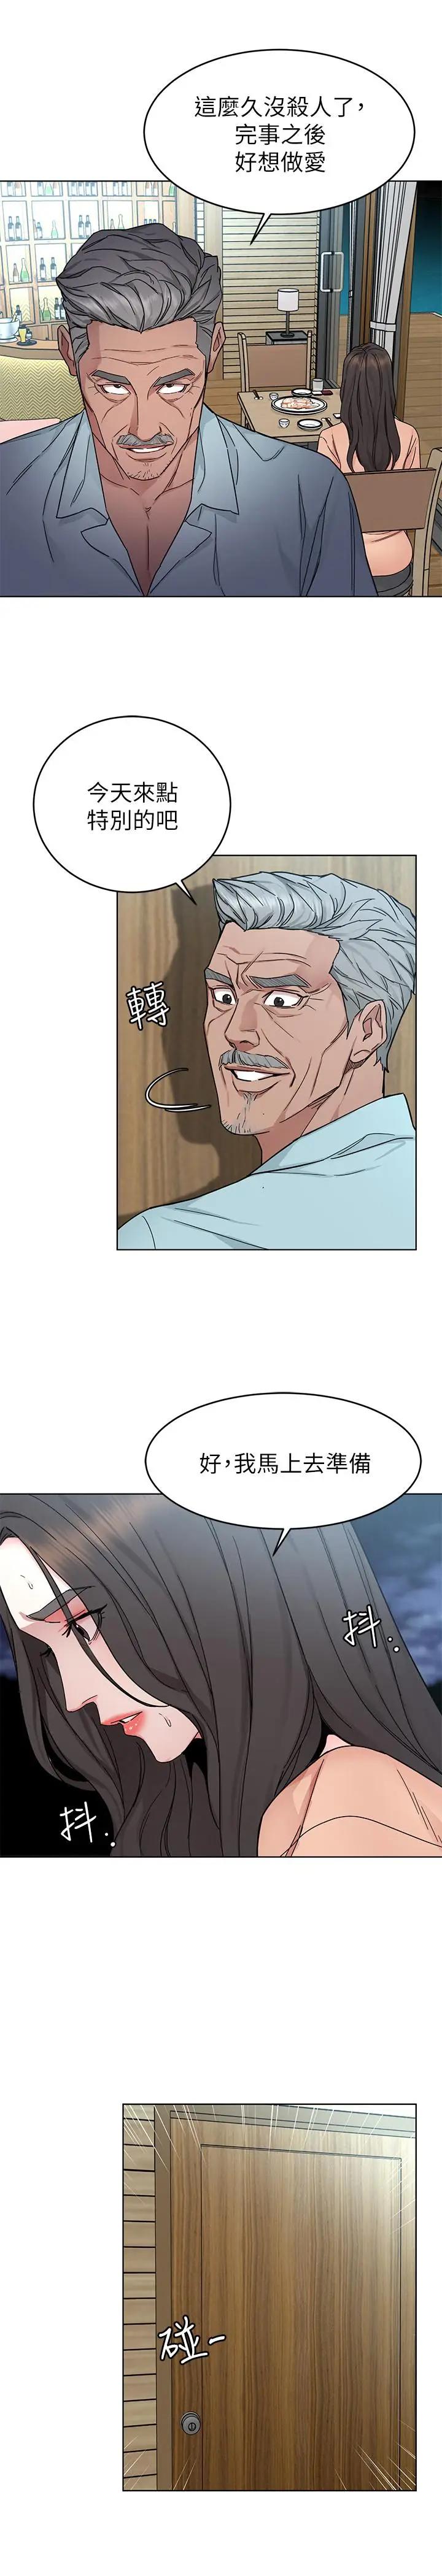 這麼久沒殺人了，
完事之後
好想做愛
今天來點
特別的吧
轉
好，我馬上去準備
抖
抖
碰